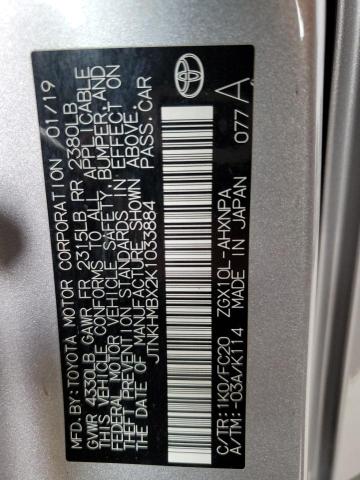 MFD. BY: TOYOTA MOTOR CORPORATION 01/19
GVWR 4330LB GAWR FR 2315LB RR 2380LB
THIS VEHICLE CONFORMS TO ALL APPLICABLE
FEDERAL MOTOR VEHICLE SAFETY, BUMPER, AND
THEFT PREVENTION STANDARDS IN EFFECT ON
THE DATE OF MANUFACTURE SHOWN ABOVE.
JTNKHMBX2K1033884 PASS. CAR
C/TR: 1K0/FC20 ZGX10L-AHXNPA
A/TM: -03A/K114 MADE IN JAPAN 077 A